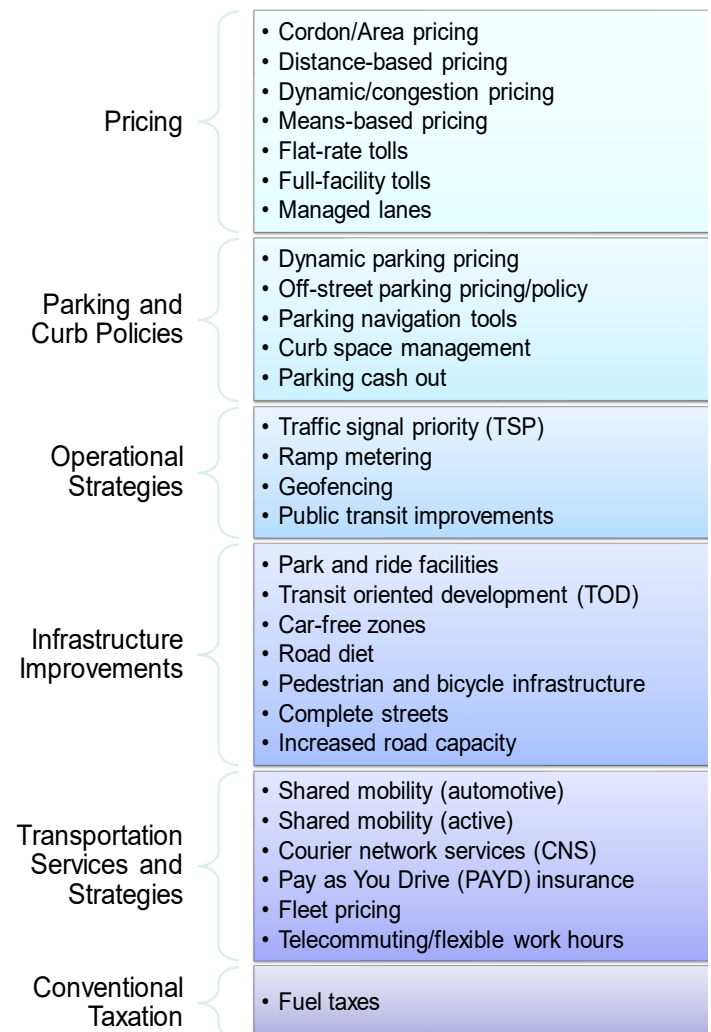 Pricing
• Cordon/Area pricing
• Distance-based pricing
• Dynamic/congestion pricing
• Means-based pricing
• Flat-rate tolls
• Full-facility tolls
• Managed lanes
Parking and
Curb Policies
• Dynamic parking pricing
• Off-street parking pricing/policy
• Parking navigation tools
• Curb space management
• Parking cash out
Operational
Strategies
• Traffic signal priority (TSP)
• Ramp metering
• Geofencing
• Public transit improvements
Infrastructure
Improvements
• Park and ride facilities
• Transit oriented development (TOD)
• Car-free zones
• Road diet
• Pedestrian and bicycle infrastructure
• Complete streets
• Increased road capacity
Transportation
Services and
Strategies
• Shared mobility (automotive)
• Shared mobility (active)
• Courier network services (CNS)
• Pay as You Drive (PAYD) insurance
• Fleet pricing
• Telecommuting/flexible work hours
Conventional
Taxation
• Fuel taxes